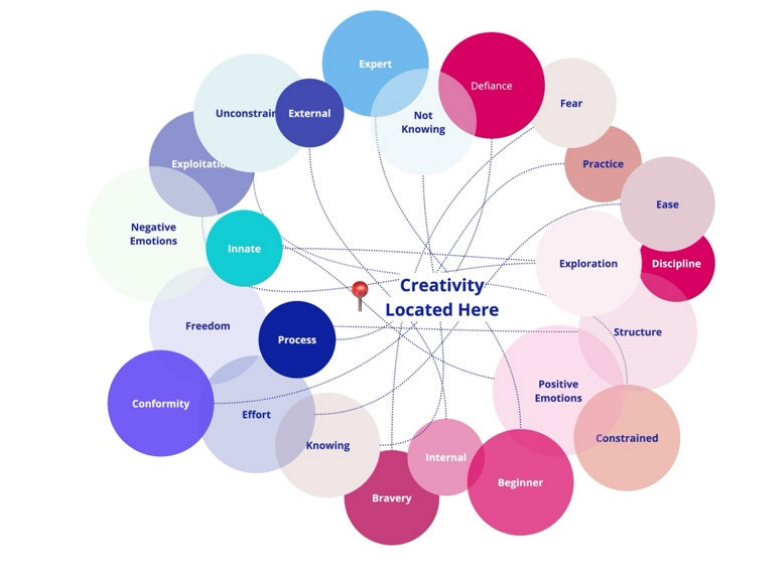 Expert
Defiance
Fear
Unconstrain
External
Not
Knowing
Practice
Exploitatio
Ease
Negative
Emotions
Innate
Exploration
Discipline
Creativity
Located Here
Freedom
Process
Structure
Positive
Emotions
Conformity
Effort
Knowing
Constrained
Internal
Beginner
Bravery